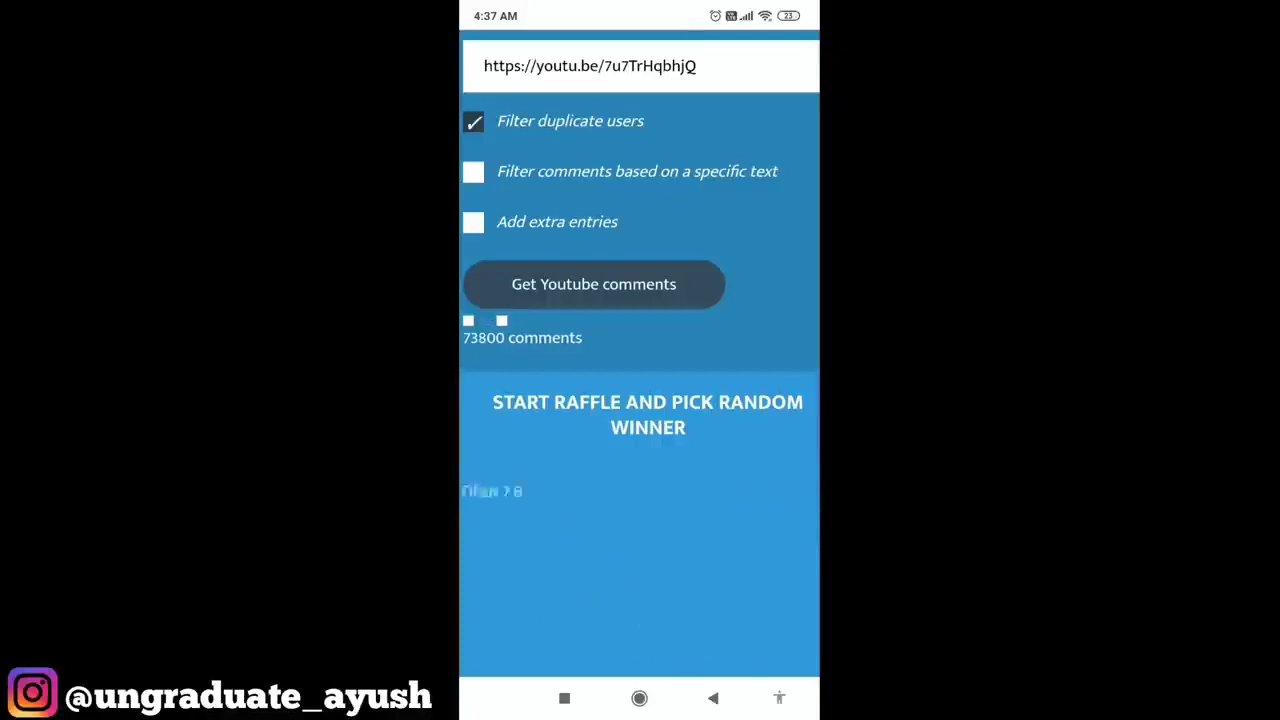 4:37 AM
23
https://youtu.be/7u7TrHqbhjQ
Filter duplicate users
Filter comments based on a specific text
Add extra entries
Get Youtube comments
73800 comments
START RAFFLE AND PICK RANDOM
WINNER
@ungraduate_ayush